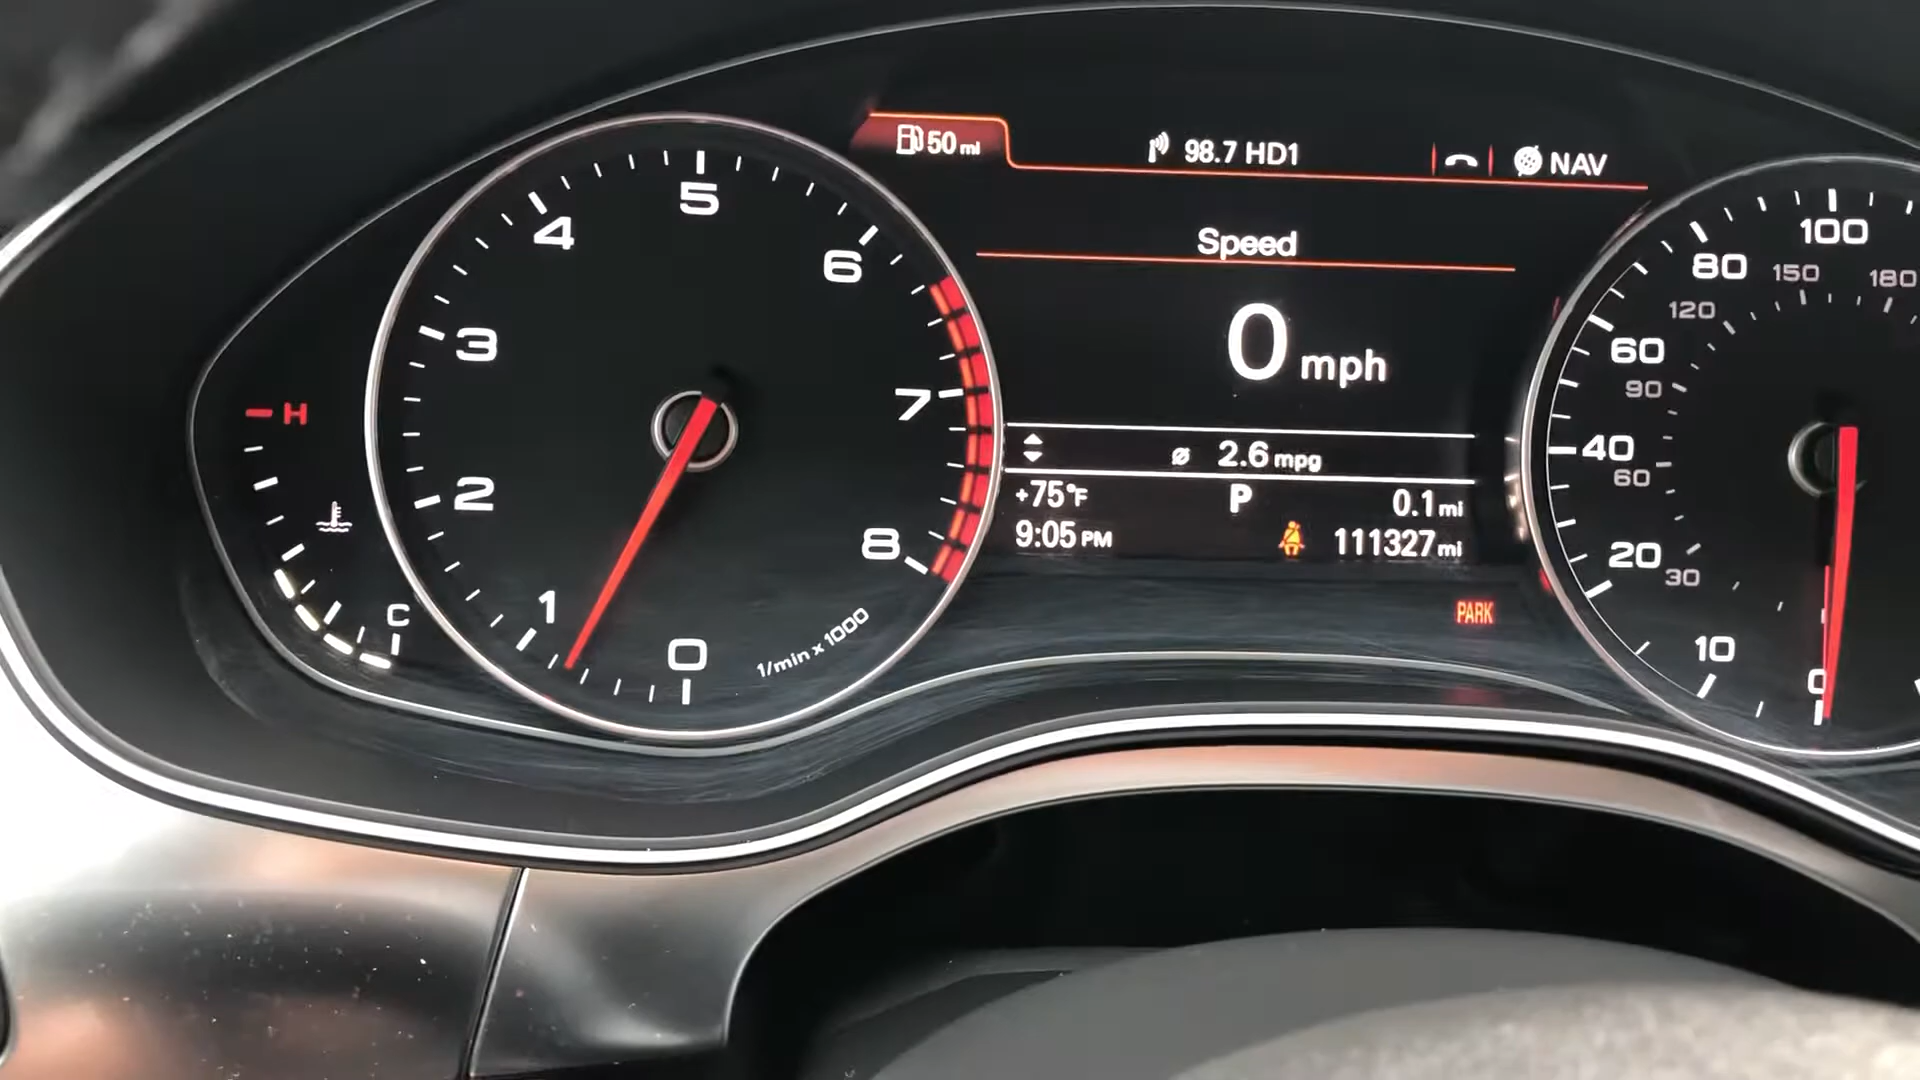 50 mi
98.7 HD1
NAV
Speed
0 mph
ø 2.6 mpg
+75°F
P
0.1 mi
9:05 PM
111327 mi
PARK
H
C
0
1
2
3
4
5
6
7
8
1/min x 1000
0
10
20
40
60
80
100
30
60
90
120
150
180